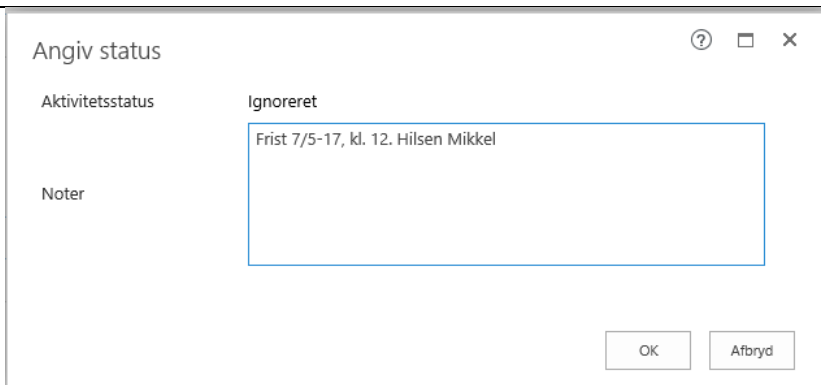 Angiv status
Aktivitetsstatus Ignoreret
Frist 7/5-17, kl. 12. Hilsen Mikkel
Noter
OK Afbryd